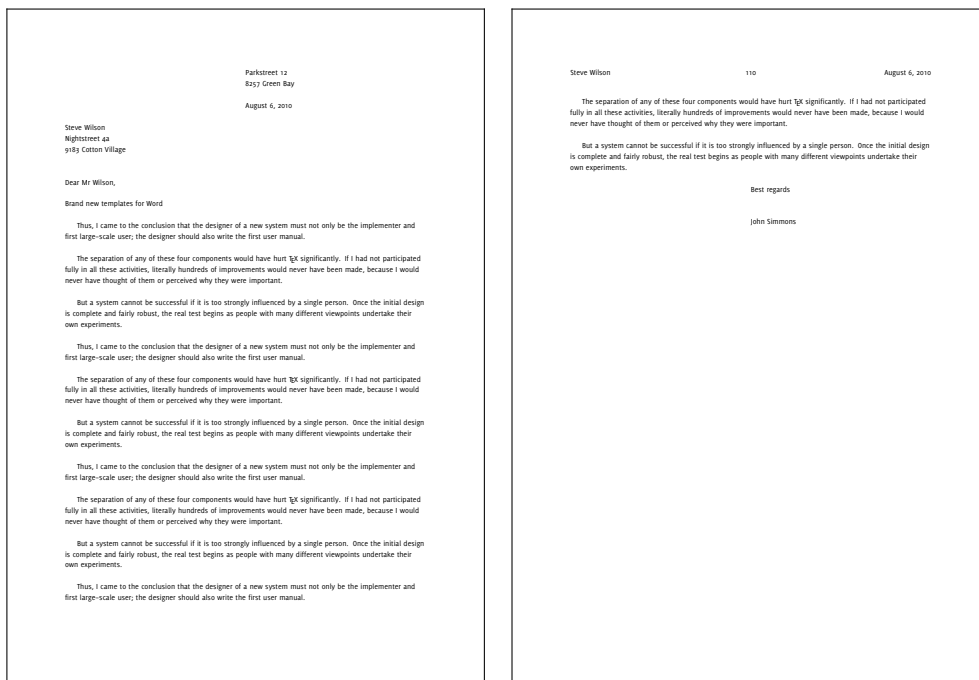 Parkstreet 12
8257 Green Bay
August 6, 2010
Steve Wilson
Nightstreet 4a
9183 Cotton Village
Dear Mr Wilson,
Brand new templates for Word
Thus, I came to the conclusion that the designer of a new system must not only be the implementer and
first large-scale user; the designer should also write the first user manual.
The separation of any of these four components would have hurt TEX significantly. If I had not participated
fully in all these activities, literally hundreds of improvements would never have been made, because I would
never have thought of them or perceived why they were important.
But a system cannot be successful if it is too strongly influenced by a single person. Once the initial design
is complete and fairly robust, the real test begins as people with many different viewpoints undertake their
own experiments.
Thus, I came to the conclusion that the designer of a new system must not only be the implementer and
first large-scale user; the designer should also write the first user manual.
The separation of any of these four components would have hurt TEX significantly. If I had not participated
fully in all these activities, literally hundreds of improvements would never have been made, because I would
never have thought of them or perceived why they were important.
But a system cannot be successful if it is too strongly influenced by a single person. Once the initial design
is complete and fairly robust, the real test begins as people with many different viewpoints undertake their
own experiments.
Thus, I came to the conclusion that the designer of a new system must not only be the implementer and
first large-scale user; the designer should also write the first user manual.
The separation of any of these four components would have hurt TEX significantly. If I had not participated
fully in all these activities, literally hundreds of improvements would never have been made, because I would
never have thought of them or perceived why they were important.
But a system cannot be successful if it is too strongly influenced by a single person. Once the initial design
is complete and fairly robust, the real test begins as people with many different viewpoints undertake their
own experiments.
Thus, I came to the conclusion that the designer of a new system must not only be the implementer and
first large-scale user; the designer should also write the first user manual.
Steve Wilson 110 August 6, 2010
The separation of any of these four components would have hurt TEX significantly. If I had not participated
fully in all these activities, literally hundreds of improvements would never have been made, because I would
never have thought of them or perceived why they were important.
But a system cannot be successful if it is too strongly influenced by a single person. Once the initial design
is complete and fairly robust, the real test begins as people with many different viewpoints undertake their
own experiments.
Best regards
John Simmons